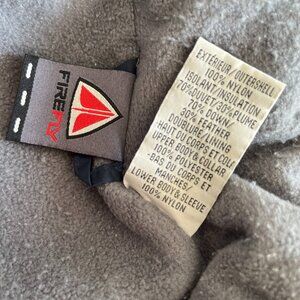 FIREFLY
EXTÉRIEUR/OUTERSHELL
100% NYLON
ISOLANT/INSULATION
70% DUVET/30% PLUME
70% DOWN/
30% FEATHER
DOUBLURE/LINING
-HAUT DU CORPS ET COL/
UPPER BODY & COLLAR
100% POLYESTER
-BAS DU CORPS ET
MANCHES/
LOWER BODY & SLEEVE
100% NYLON